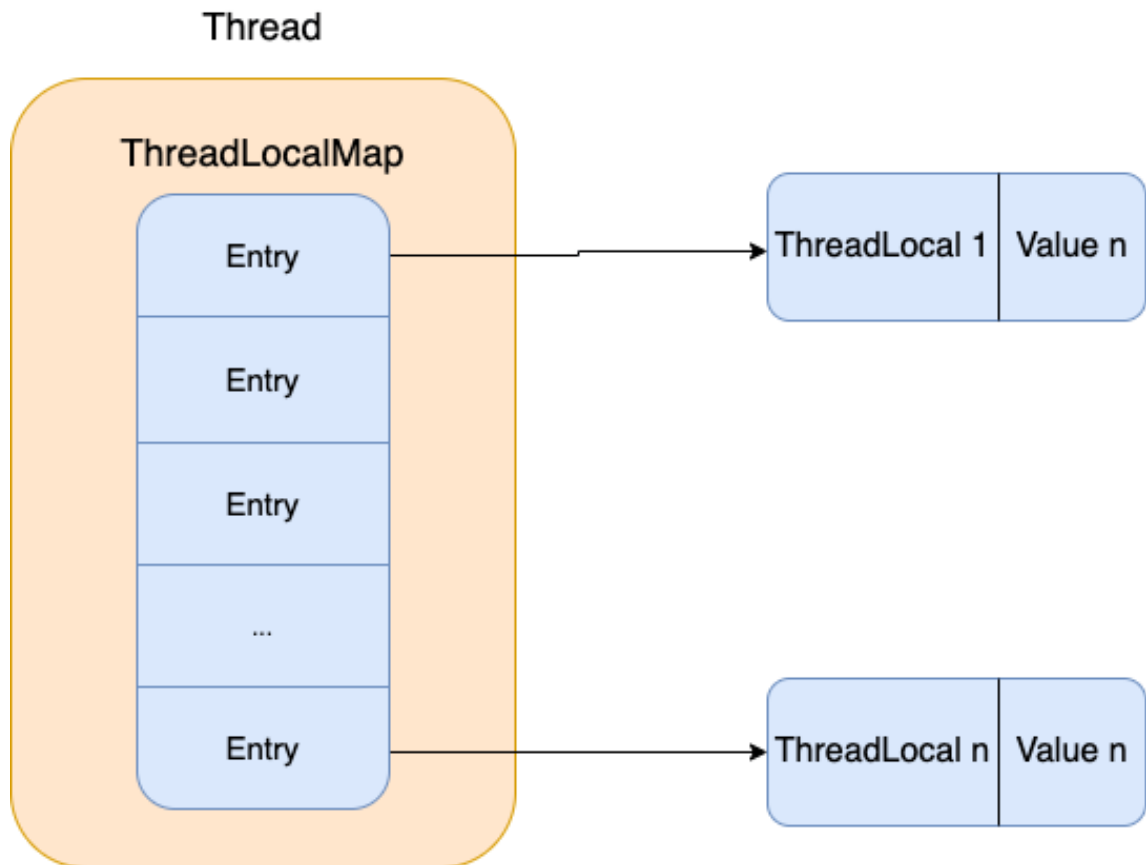 Thread
ThreadLocalMap
Entry
ThreadLocal 1
Value n
Entry
Entry
...
Entry
ThreadLocal n
Value n